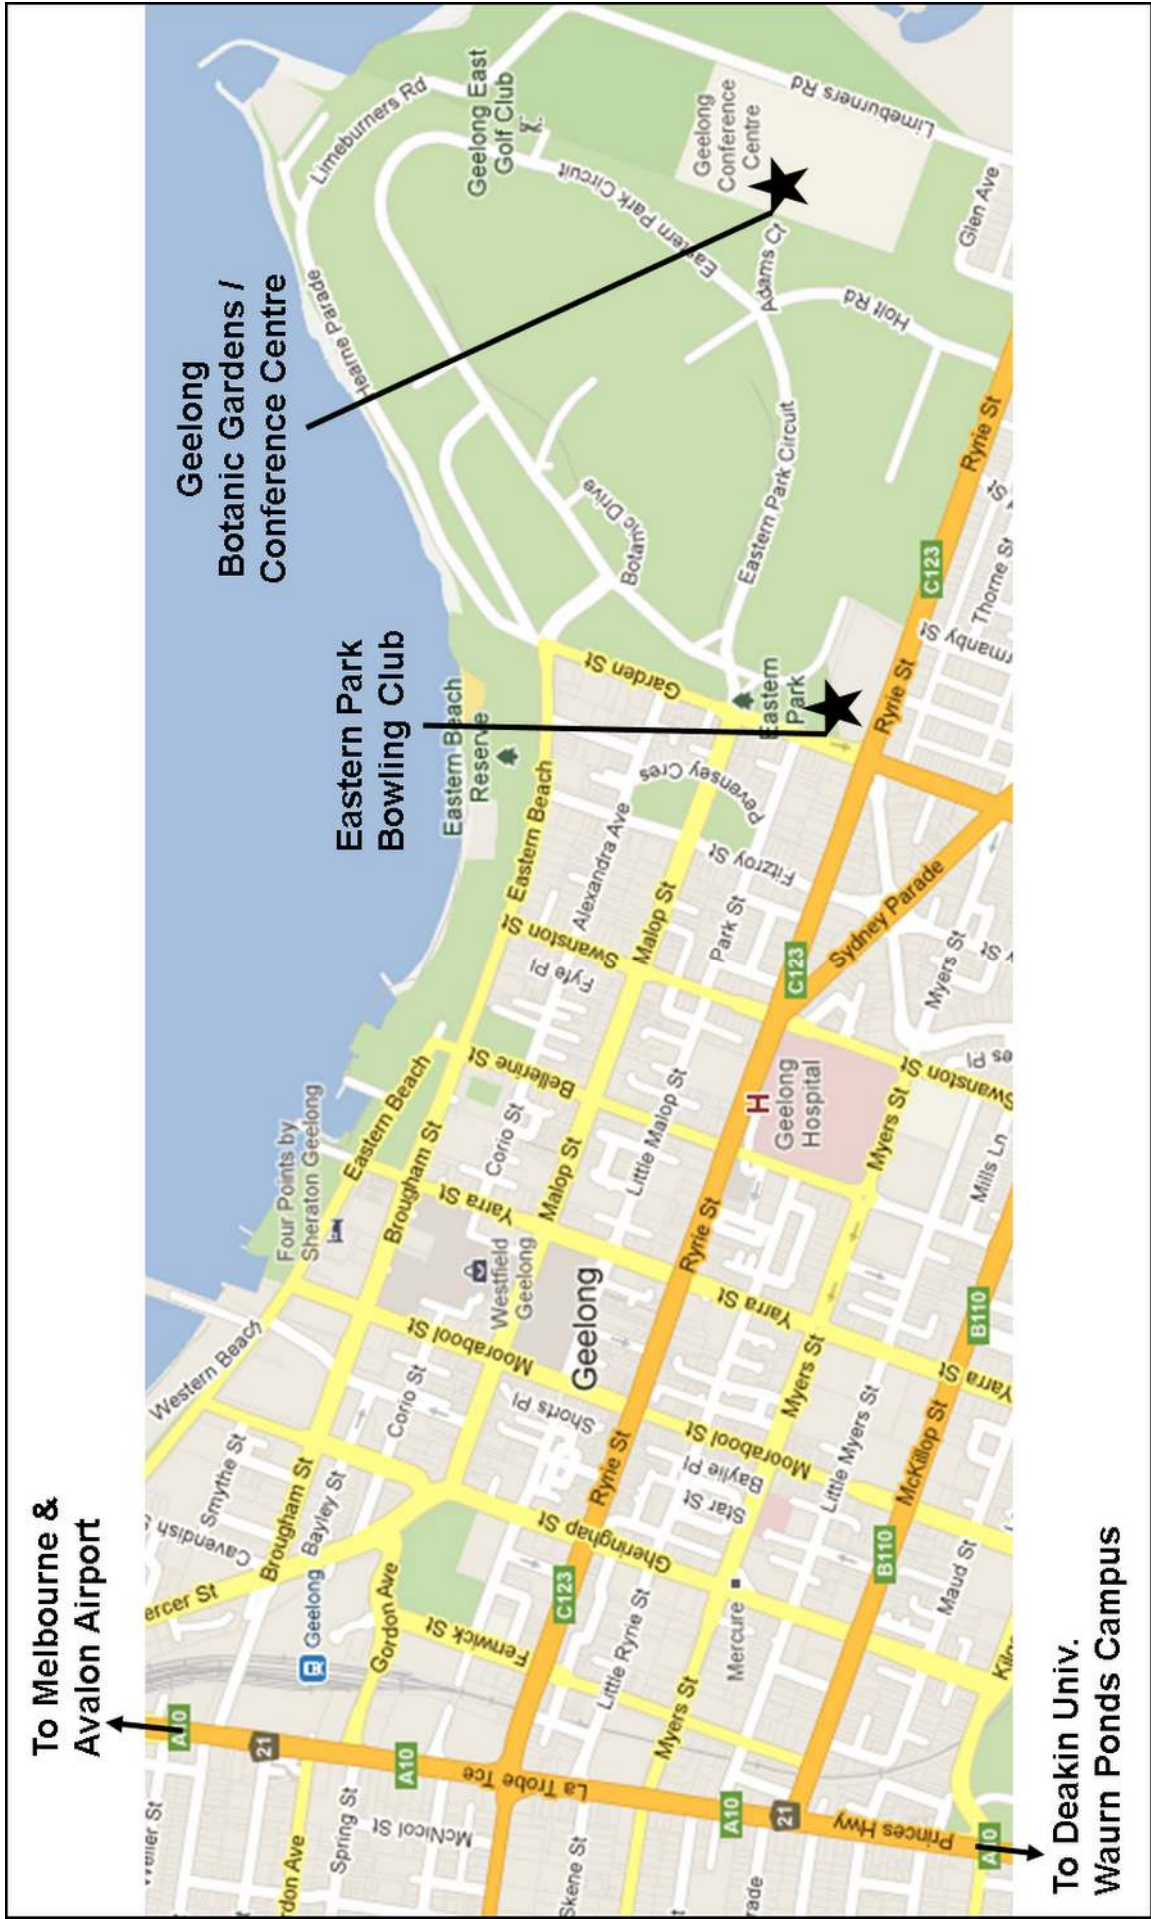 To Melbourne &
Avalon Airport
Geelong
Botanic Gardens /
Conference Centre
Eastern Park
Bowling Club
To Deakin Univ.
Waurn Ponds Campus
Limeburners Rd
Geelong East
Golf Club
Geelong
Conference
Centre
Limeburners Rd
Glen Ave
Hearne Parade
Eastern Park Circuit
Adams Ct
Holt Rd
Eastern Park Circuit
Botanic Drive
Ryrie St
C123
Thorne St
Garden St
Eastern
Park
Ryrie St
Eastern Beach
Reserve
Eastern Beach
Pevensey Cres
Alexandra Ave
Fitzroy St
Malop St
Park St
Swanston St
Fyfe Pl
C123
Sydney Parade
Myers St
Four Points by
Sheraton Geelong
Eastern Beach
Bellerine St
Corio St
Brougham St
Yarra St
Malop St
Little Malop St
H
Geelong
Hospital
Myers St
Swanston St
Mills Ln
Westfield
Geelong
Geelong
Ryrie St
Yarra St
B110
Yarra St
Western Beach
Moorabool St
Corio St
Shorts Pl
Myers St
Moorabool St
Baylie Pl
Star St
Little Myers St
McKillop St
Smythe St
Cavendish
Brougham St
Bayley St
Ryrie St
Gheringhap St
B110
Maud St
Geelong
Gordon Ave
Fenwick St
C123
Little Ryrie St
Mercure
Myers St
A10
21
A10
La Trobe Tce
A10
21
Princes Hwy
A10
Spring St
McNicol St
Skene St